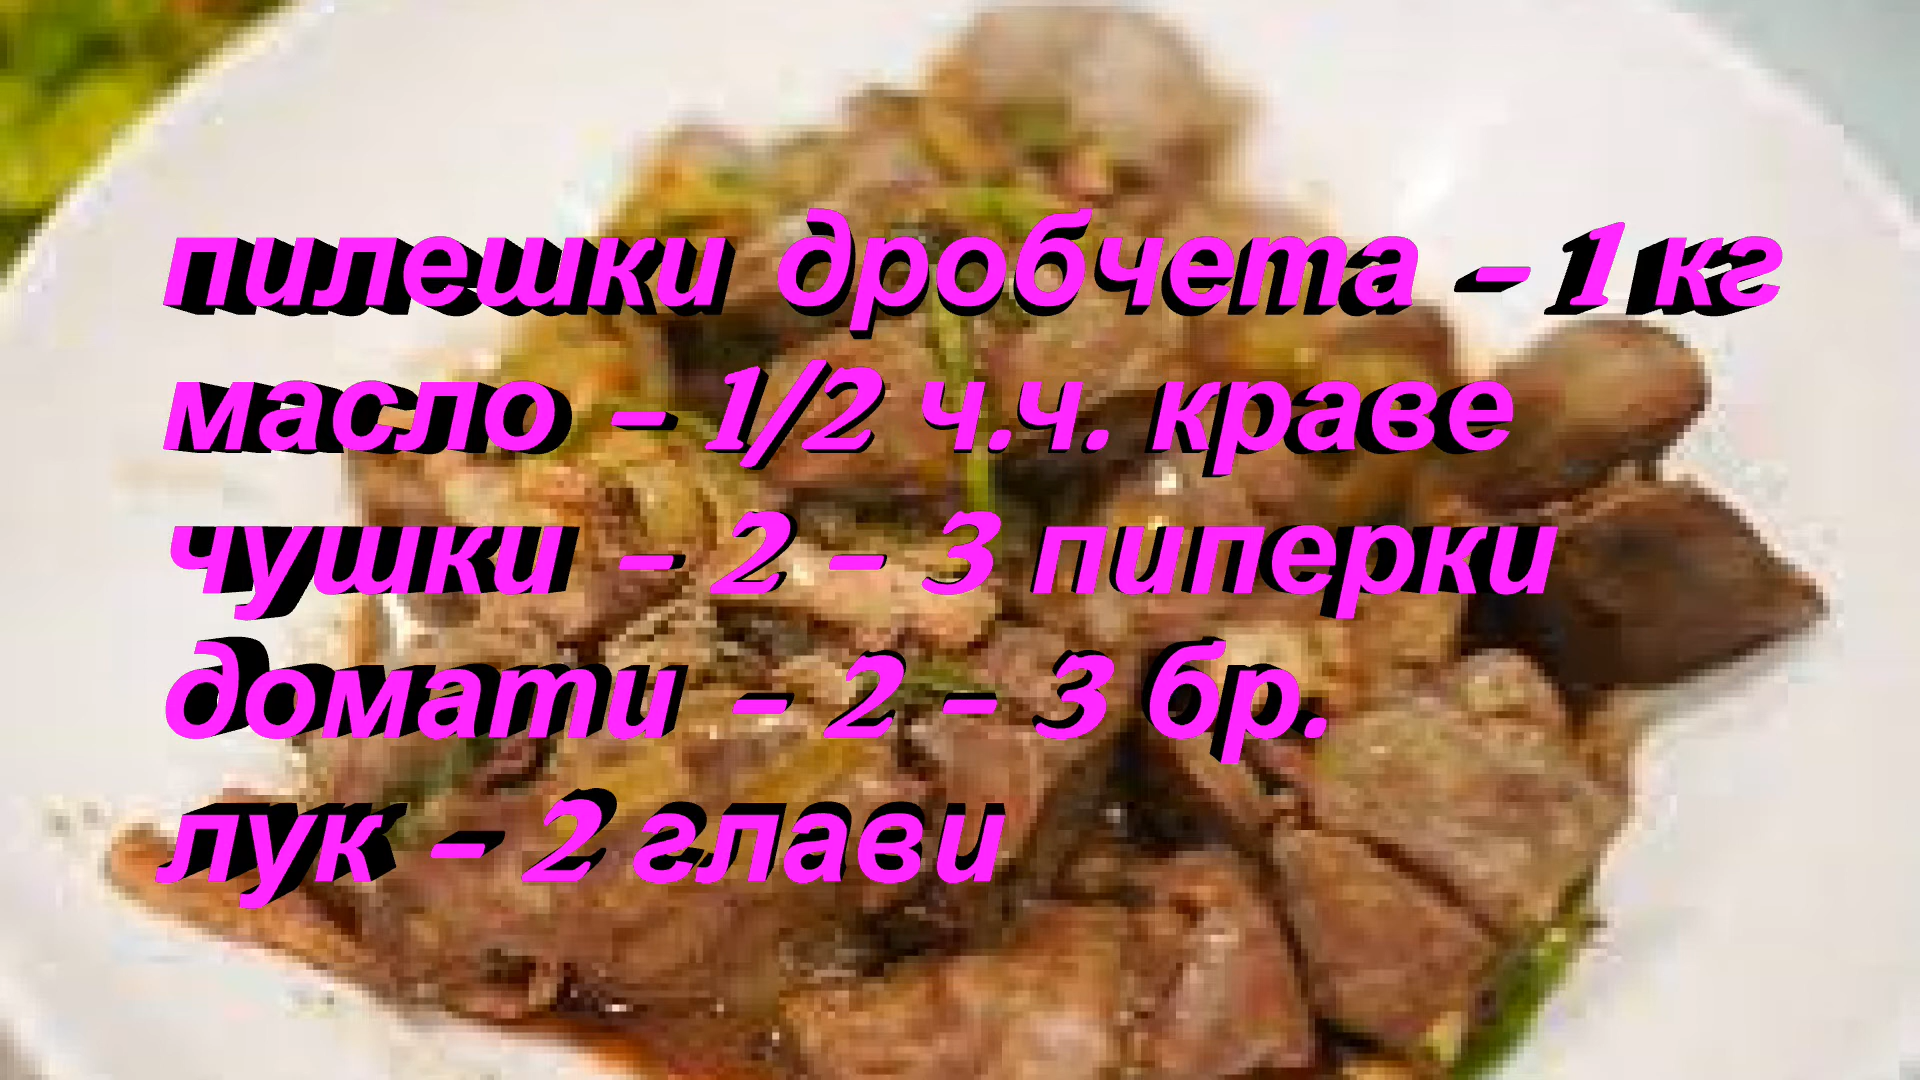 пилешки дробчета – 1 кг
масло – 1/2 ч.ч. краве
чушки – 2 – 3 пиперки
домати – 2 – 3 бр.
лук – 2 глави